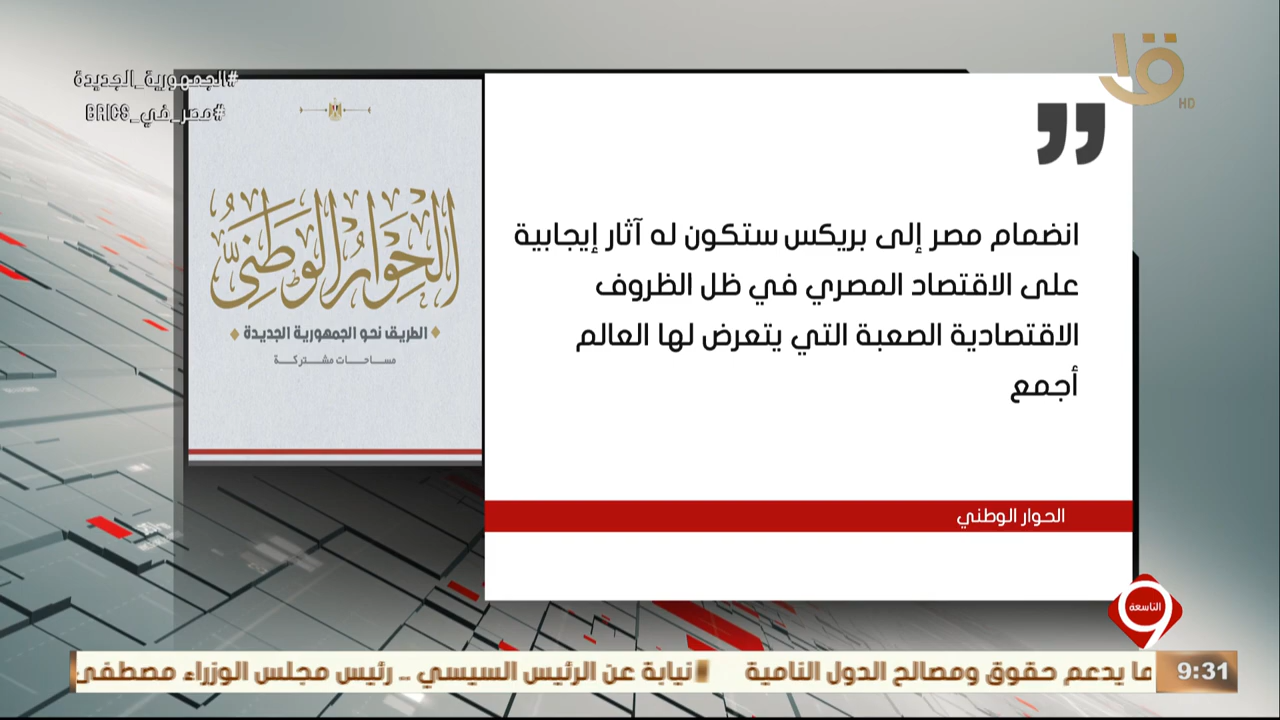 #الجمهورية_الجديدة
#مصر_في_BRICS
HD
الحوار الوطني
الطريق نحو الجمهورية الجديدة
مساحات مشتركة
انضمام مصر إلى بريكس ستكون له آثار إيجابية
على الاقتصاد المصري في ظل الظروف
الاقتصادية الصعبة التي يتعرض لها العالم
أجمع
الحوار الوطني
التاسعة
9
9:31
ما يدعم حقوق ومصالح الدول النامية
نيابة عن الرئيس السيسي .. رئيس مجلس الوزراء مصطفى